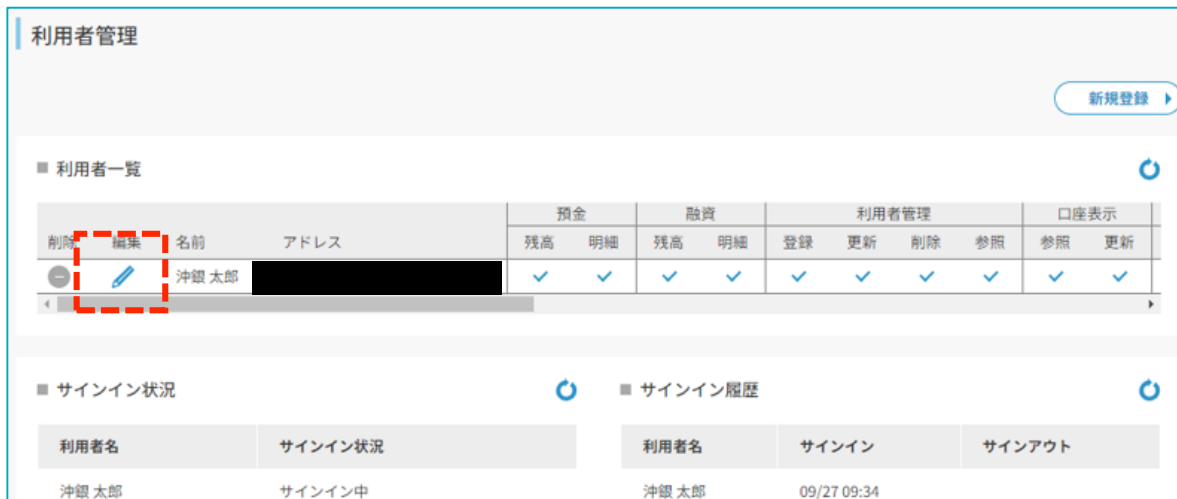 利用者管理
新規登録
利用者一覧
預金 融資 利用者管理 口座表示
削除 編集 名前 アドレス 残高 明細 残高 明細 登録 更新 削除 参照 参照 更新
沖銀 太郎
サインイン状況
利用者名 サインイン状況
沖銀 太郎 サインイン中
サインイン履歴
利用者名 サインイン サインアウト
沖銀 太郎 09/27 09:34